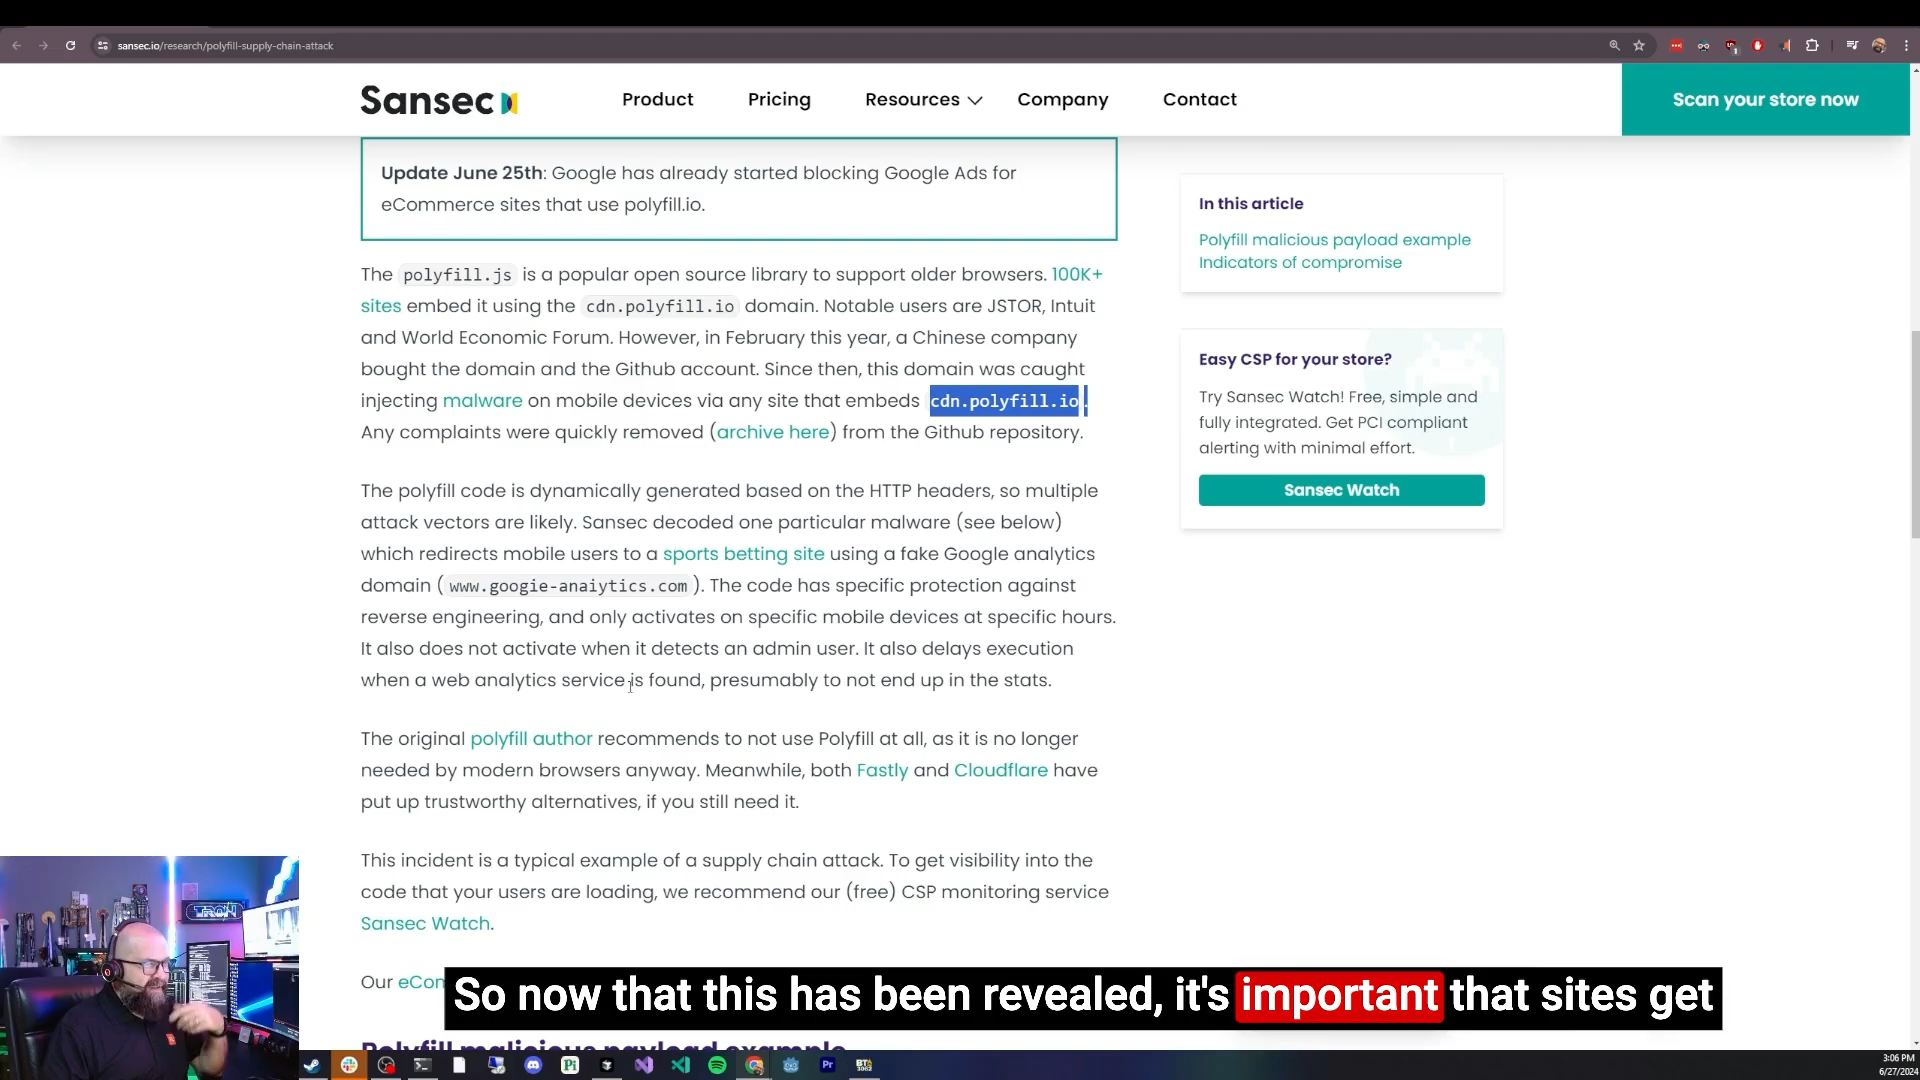 sansec.io/research/polyfill-supply-chain-attack
Sansec
Product
Pricing
Resources
Company
Contact
Scan your store now
Update June 25th: Google has already started blocking Google Ads for
eCommerce sites that use polyfill.io.
The polyfill.js is a popular open source library to support older browsers. 100K+
sites embed it using the cdn.polyfill.io domain. Notable users are JSTOR, Intuit
and World Economic Forum. However, in February this year, a Chinese company
bought the domain and the Github account. Since then, this domain was caught
injecting malware on mobile devices via any site that embeds cdn.polyfill.io.
Any complaints were quickly removed (archive here) from the Github repository.
The polyfill code is dynamically generated based on the HTTP headers, so multiple
attack vectors are likely. Sansec decoded one particular malware (see below)
which redirects mobile users to a sports betting site using a fake Google analytics
domain (www.googie-anaiytics.com). The code has specific protection against
reverse engineering, and only activates on specific mobile devices at specific hours.
It also does not activate when it detects an admin user. It also delays execution
when a web analytics service is found, presumably to not end up in the stats.
The original polyfill author recommends to not use Polyfill at all, as it is no longer
needed by modern browsers anyway. Meanwhile, both Fastly and Cloudflare have
put up trustworthy alternatives, if you still need it.
This incident is a typical example of a supply chain attack. To get visibility into the
code that your users are loading, we recommend our (free) CSP monitoring service
Sansec Watch.
Our eCom
Polyfill malicious payload example
In this article
Polyfill malicious payload example
Indicators of compromise
Easy CSP for your store?
Try Sansec Watch! Free, simple and
fully integrated. Get PCI compliant
alerting with minimal effort.
Sansec Watch
TRON
So now that this has been revealed, it's important that sites get
3:06 PM
6/27/2024